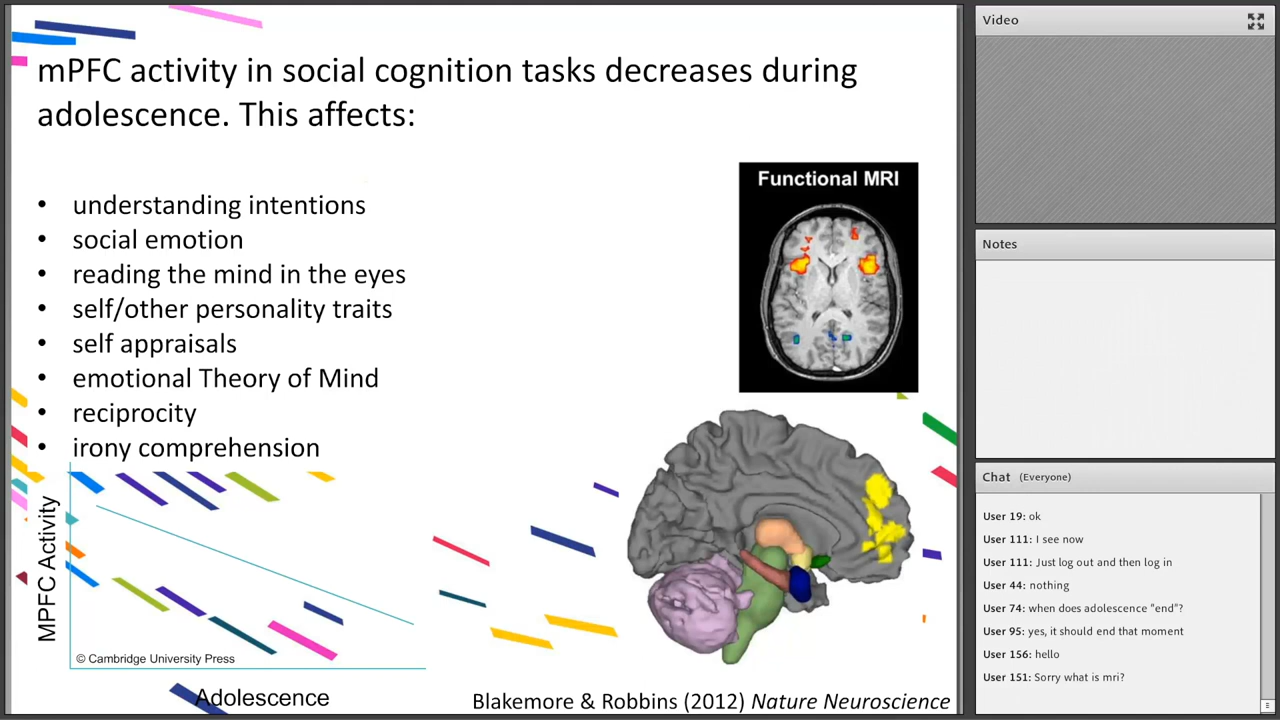 mPFC activity in social cognition tasks decreases during
adolescence. This affects:
• understanding intentions
• social emotion
• reading the mind in the eyes
• self/other personality traits
• self appraisals
• emotional Theory of Mind
• reciprocity
• irony comprehension
Functional MRI
MPFC Activity
© Cambridge University Press
Adolescence
Blakemore & Robbins (2012) Nature Neuroscience
Video
Notes
Chat (Everyone)
User 19: ok
User 111: I see now
User 111: Just log out and then log in
User 44: nothing
User 74: when does adolescence "end"?
User 95: yes, it should end that moment
User 156: hello
User 151: Sorry what is mri?